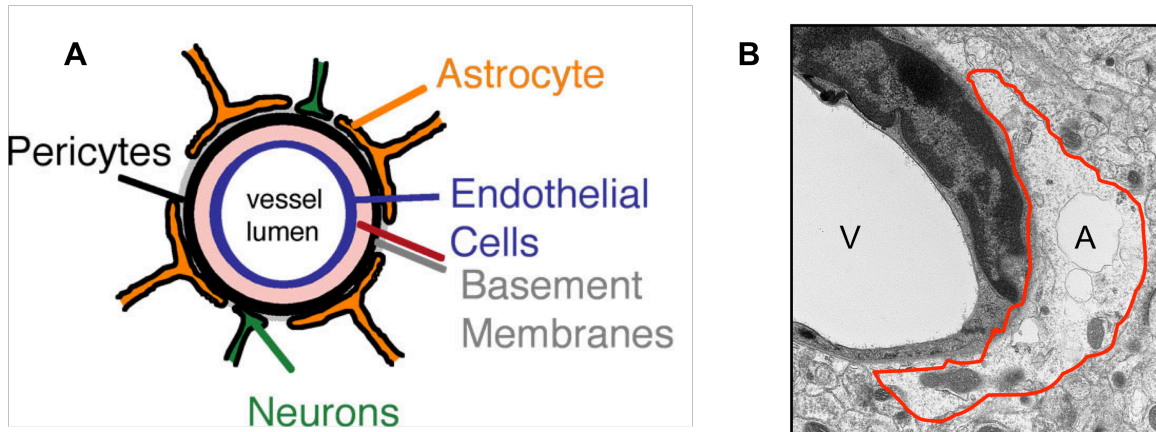 A
Astrocyte
Pericytes
vessel
lumen
Endothelial
Cells
Basement
Membranes
Neurons
B
V
A